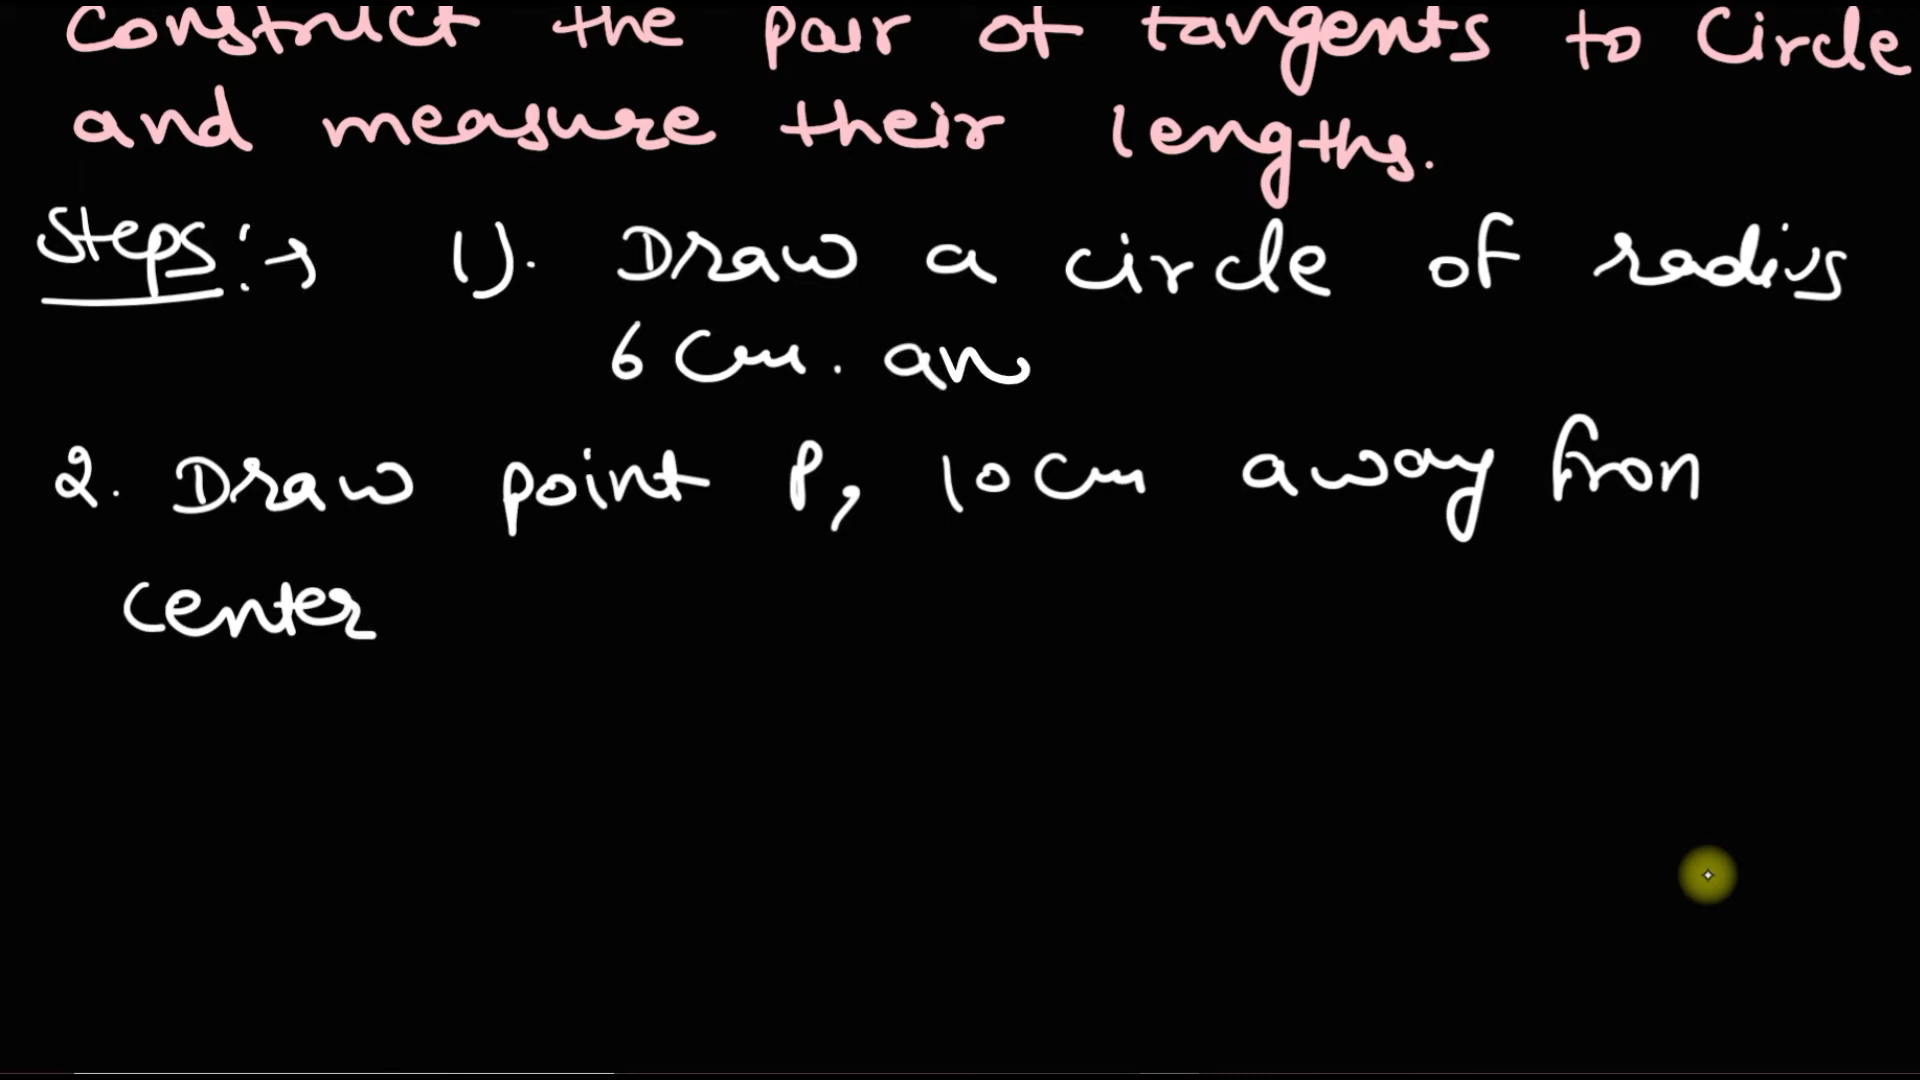 construct the pair of tangents to Circle
and measure their lengths.
Steps:→ 1). Draw a circle of radius
6 cm. an
2. Draw point P, 10 cm away from
center